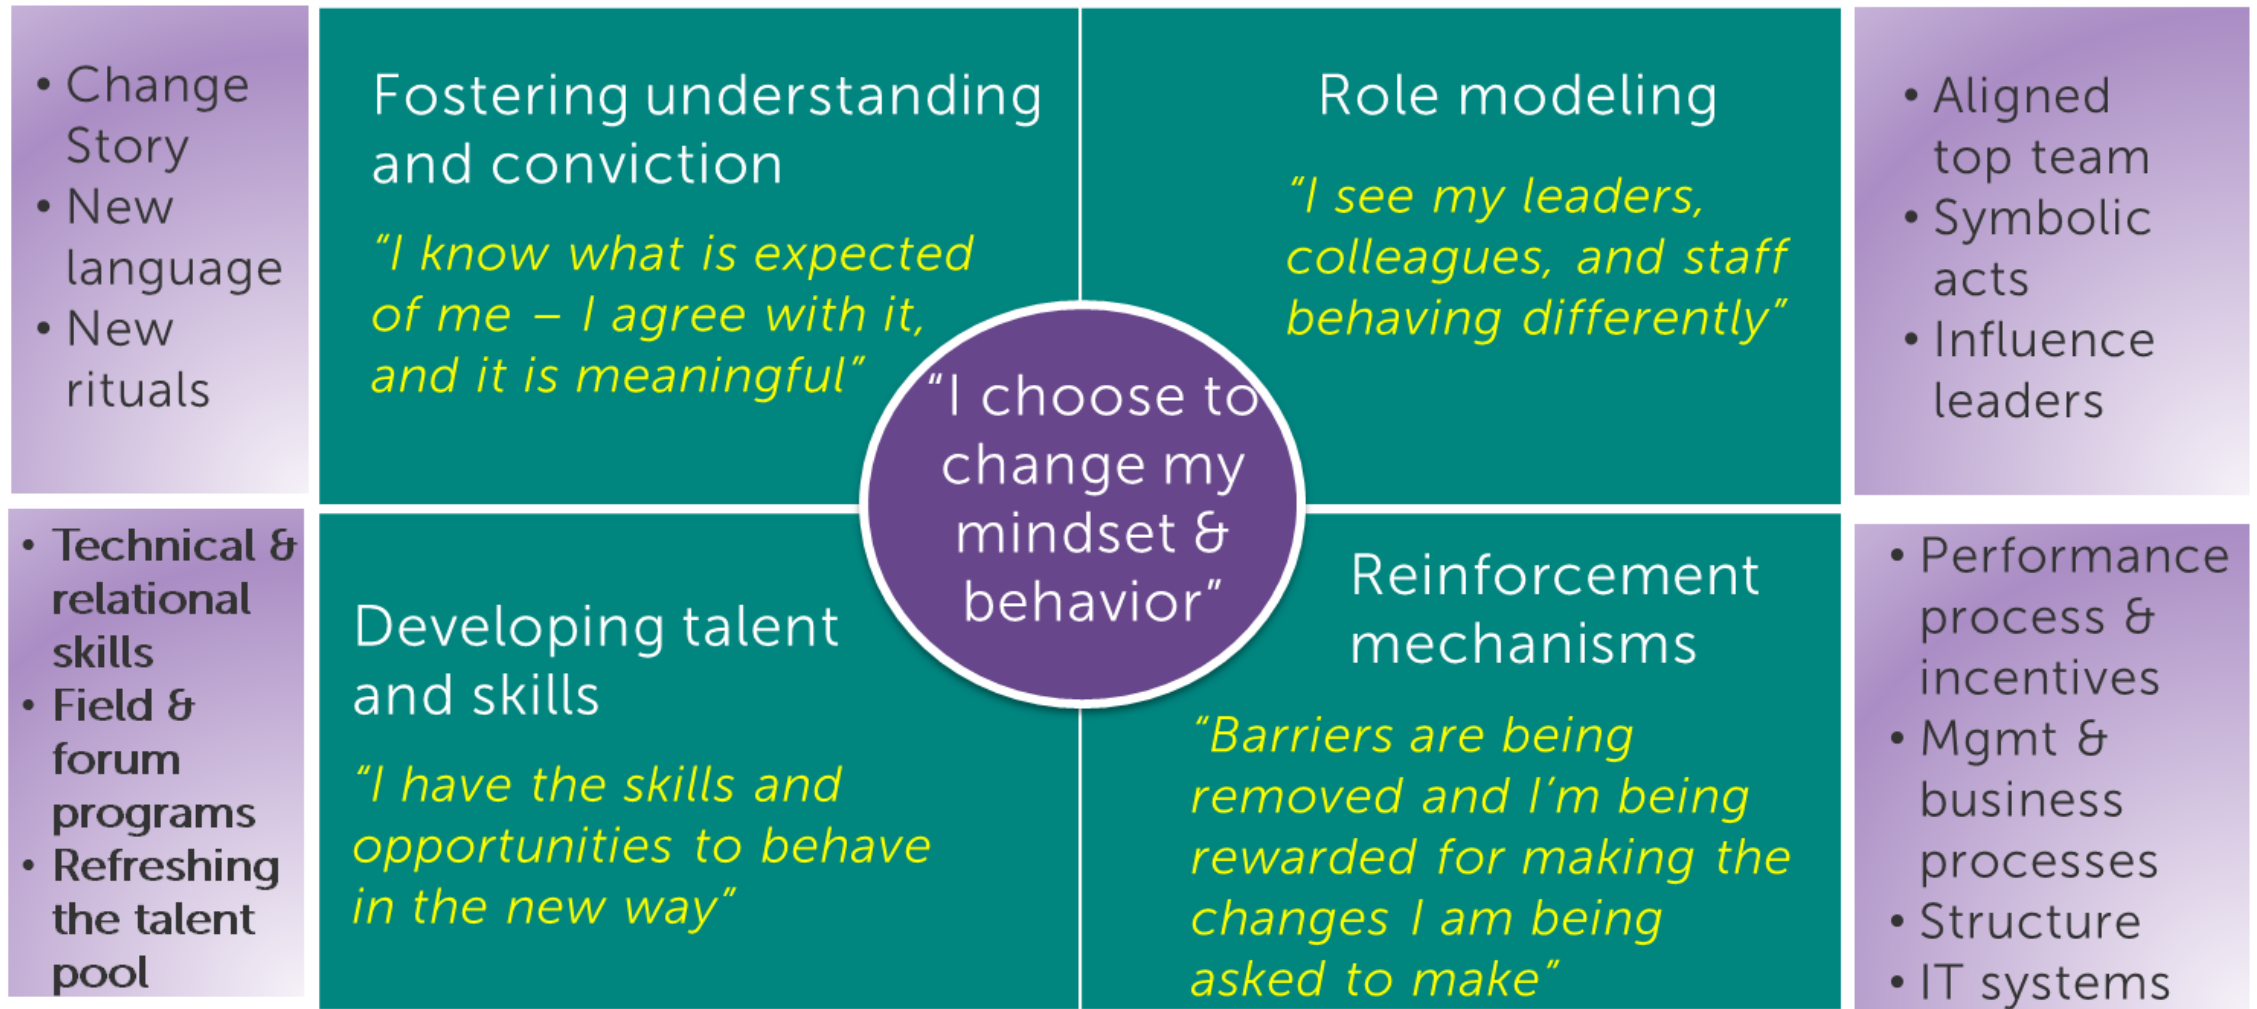 • Change
Story
• New
language
• New
rituals
Fostering understanding
and conviction
“I know what is expected
of me – I agree with it,
and it is meaningful”
Role modeling
“I see my leaders,
colleagues, and staff
behaving differently”
• Aligned
top team
• Symbolic
acts
• Influence
leaders
“I choose to
change my
mindset &
behavior”
• Technical &
relational
skills
• Field &
forum
programs
• Refreshing
the talent
pool
Developing talent
and skills
“I have the skills and
opportunities to behave
in the new way”
Reinforcement
mechanisms
“Barriers are being
removed and I’m being
rewarded for making the
changes I am being
asked to make”
• Performance
process &
incentives
• Mgmt &
business
processes
• Structure
• IT systems